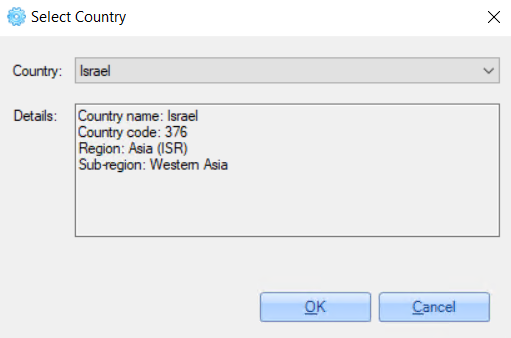 Select Country
Country: Israel
Details: Country name: Israel
Country code: 376
Region: Asia (ISR)
Sub-region: Western Asia
OK Cancel